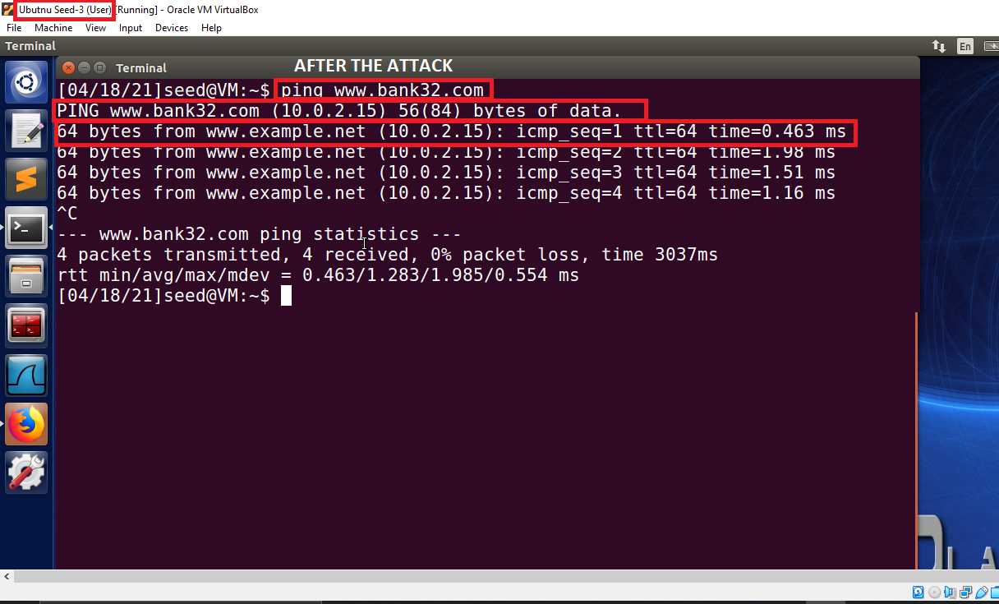 Ubutnu Seed-3 (User) [Running] - Oracle VM VirtualBox
File Machine View Input Devices Help
Terminal En
Terminal AFTER THE ATTACK
[04/18/21]seed@VM:~$ ping www.bank32.com
PING www.bank32.com (10.0.2.15) 56(84) bytes of data.
64 bytes from www.example.net (10.0.2.15): icmp_seq=1 ttl=64 time=0.463 ms
64 bytes from www.example.net (10.0.2.15): icmp_seq=2 ttl=64 time=1.98 ms
64 bytes from www.example.net (10.0.2.15): icmp_seq=3 ttl=64 time=1.51 ms
64 bytes from www.example.net (10.0.2.15): icmp_seq=4 ttl=64 time=1.16 ms
^C
--- www.bank32.com ping statistics ---
4 packets transmitted, 4 received, 0% packet loss, time 3037ms
rtt min/avg/max/mdev = 0.463/1.283/1.985/0.554 ms
[04/18/21]seed@VM:~$